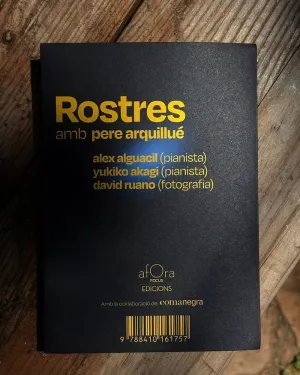 Rostres
amb pere arquillué
alex alguacil (pianista)
yukiko akagi (pianista)
david ruano (fotografia)
afOra
FOCUS
EDICIONS
Amb la col·laboració de: comanegra
9 788410 161757